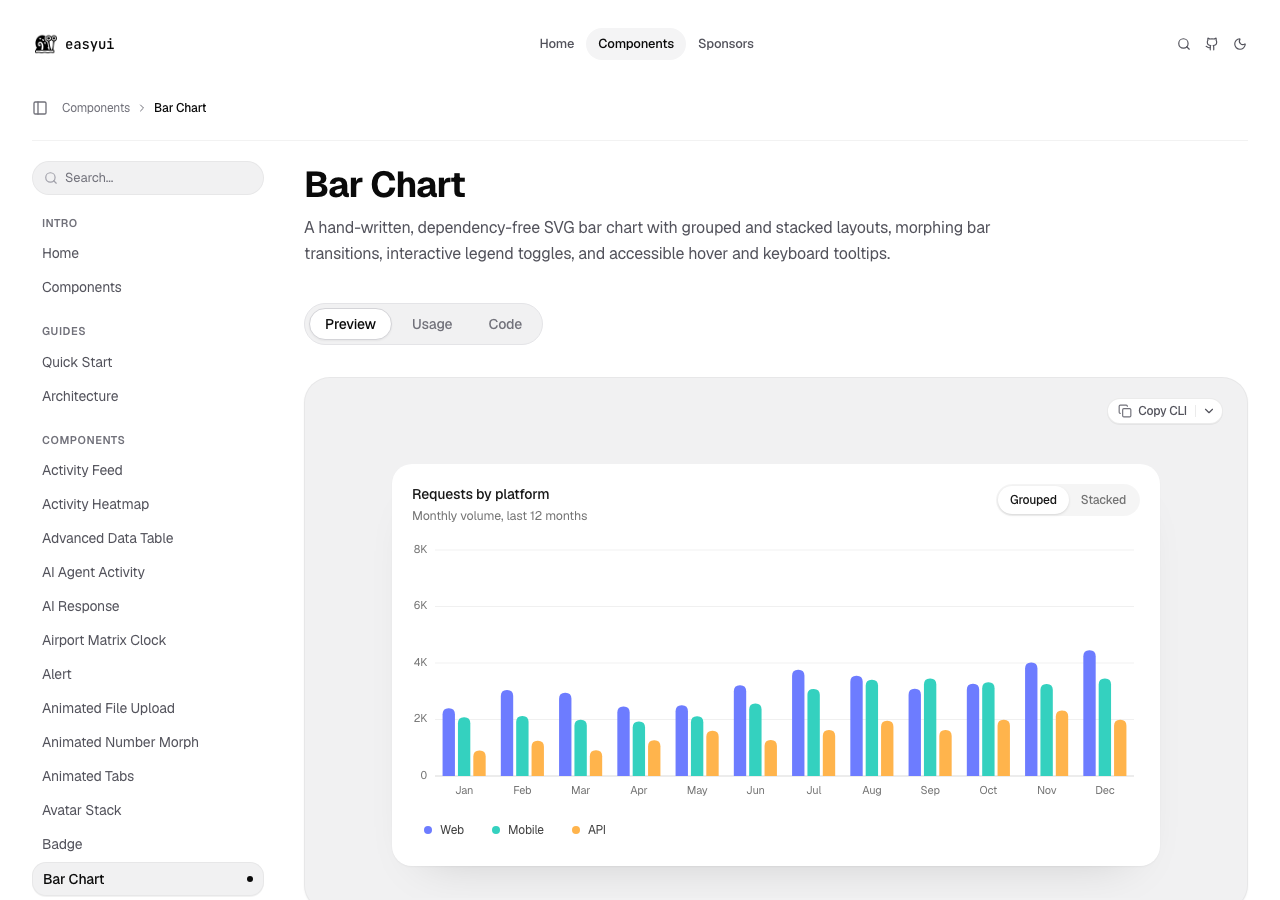 easyui
Home
Components
Sponsors
Components > Bar Chart
Search…
INTRO
Home
Components
GUIDES
Quick Start
Architecture
COMPONENTS
Activity Feed
Activity Heatmap
Advanced Data Table
AI Agent Activity
AI Response
Airport Matrix Clock
Alert
Animated File Upload
Animated Number Morph
Animated Tabs
Avatar Stack
Badge
Bar Chart
Bar Chart
A hand-written, dependency-free SVG bar chart with grouped and stacked layouts, morphing bar
transitions, interactive legend toggles, and accessible hover and keyboard tooltips.
Preview
Usage
Code
Copy CLI
Requests by platform
Monthly volume, last 12 months
Grouped
Stacked
8K
6K
4K
2K
0
Jan Feb Mar Apr May Jun Jul Aug Sep Oct Nov Dec
Web
Mobile
API